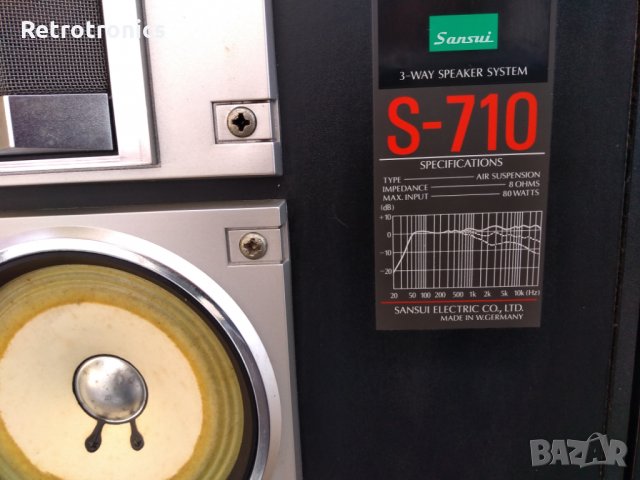 Retrotronics
Sansui
3-WAY SPEAKER SYSTEM
S-710
SPECIFICATIONS
TYPE AIR SUSPENSION
IMPEDANCE 8 OHMS
MAX. INPUT 80 WATTS
(dB)
+10
+0
-10
-20
20 50 100 200 500 1k 2k 5k 10k (Hz)
SANSUI ELECTRIC CO., LTD.
MADE IN W.GERMANY
BAZAR